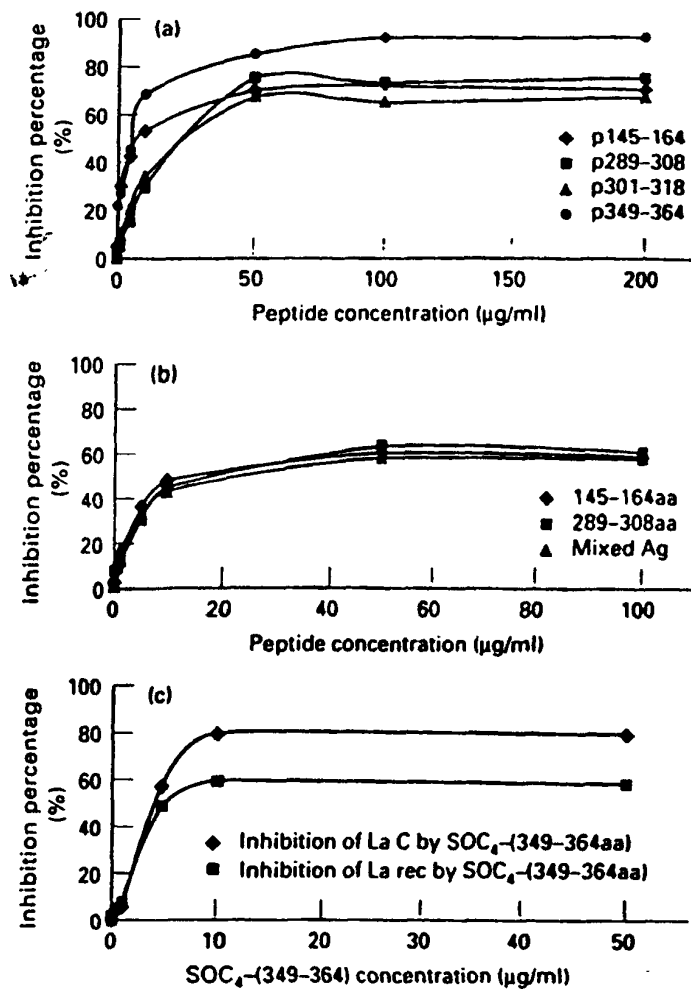 (a)
Inhibition percentage
(%)
100
80
60
40
20
0
p145-164
p289-308
p301-318
p349-364
0 50 100 150 200
Peptide concentration (µg/ml)
(b)
Inhibition percentage
(%)
100
80
60
40
20
0
145-164aa
289-308aa
Mixed Ag
0 20 40 60 80 100
Peptide concentration (µg/ml)
(c)
Inhibition percentage
(%)
100
80
60
40
20
0
Inhibition of La C by SOC₄-(349-364aa)
Inhibition of La rec by SOC₄-(349-364aa)
0 10 20 30 40 50
SOC₄-(349-364) concentration (µg/ml)